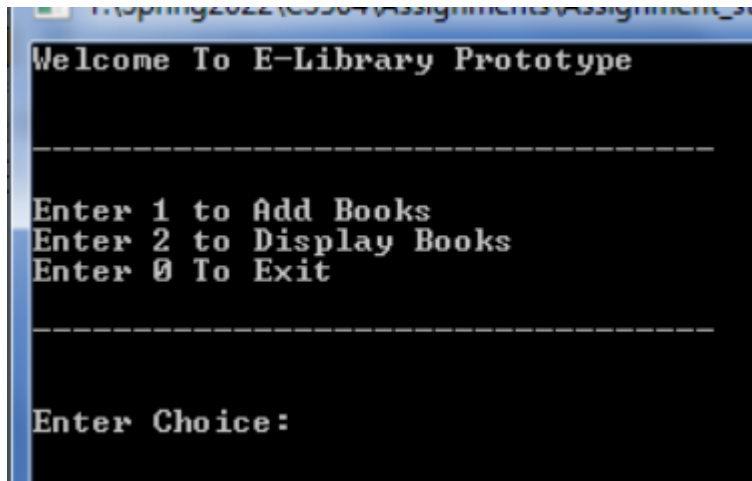 Welcome To E-Library Prototype
----------------------------------
Enter 1 to Add Books
Enter 2 to Display Books
Enter 0 To Exit
----------------------------------
Enter Choice: